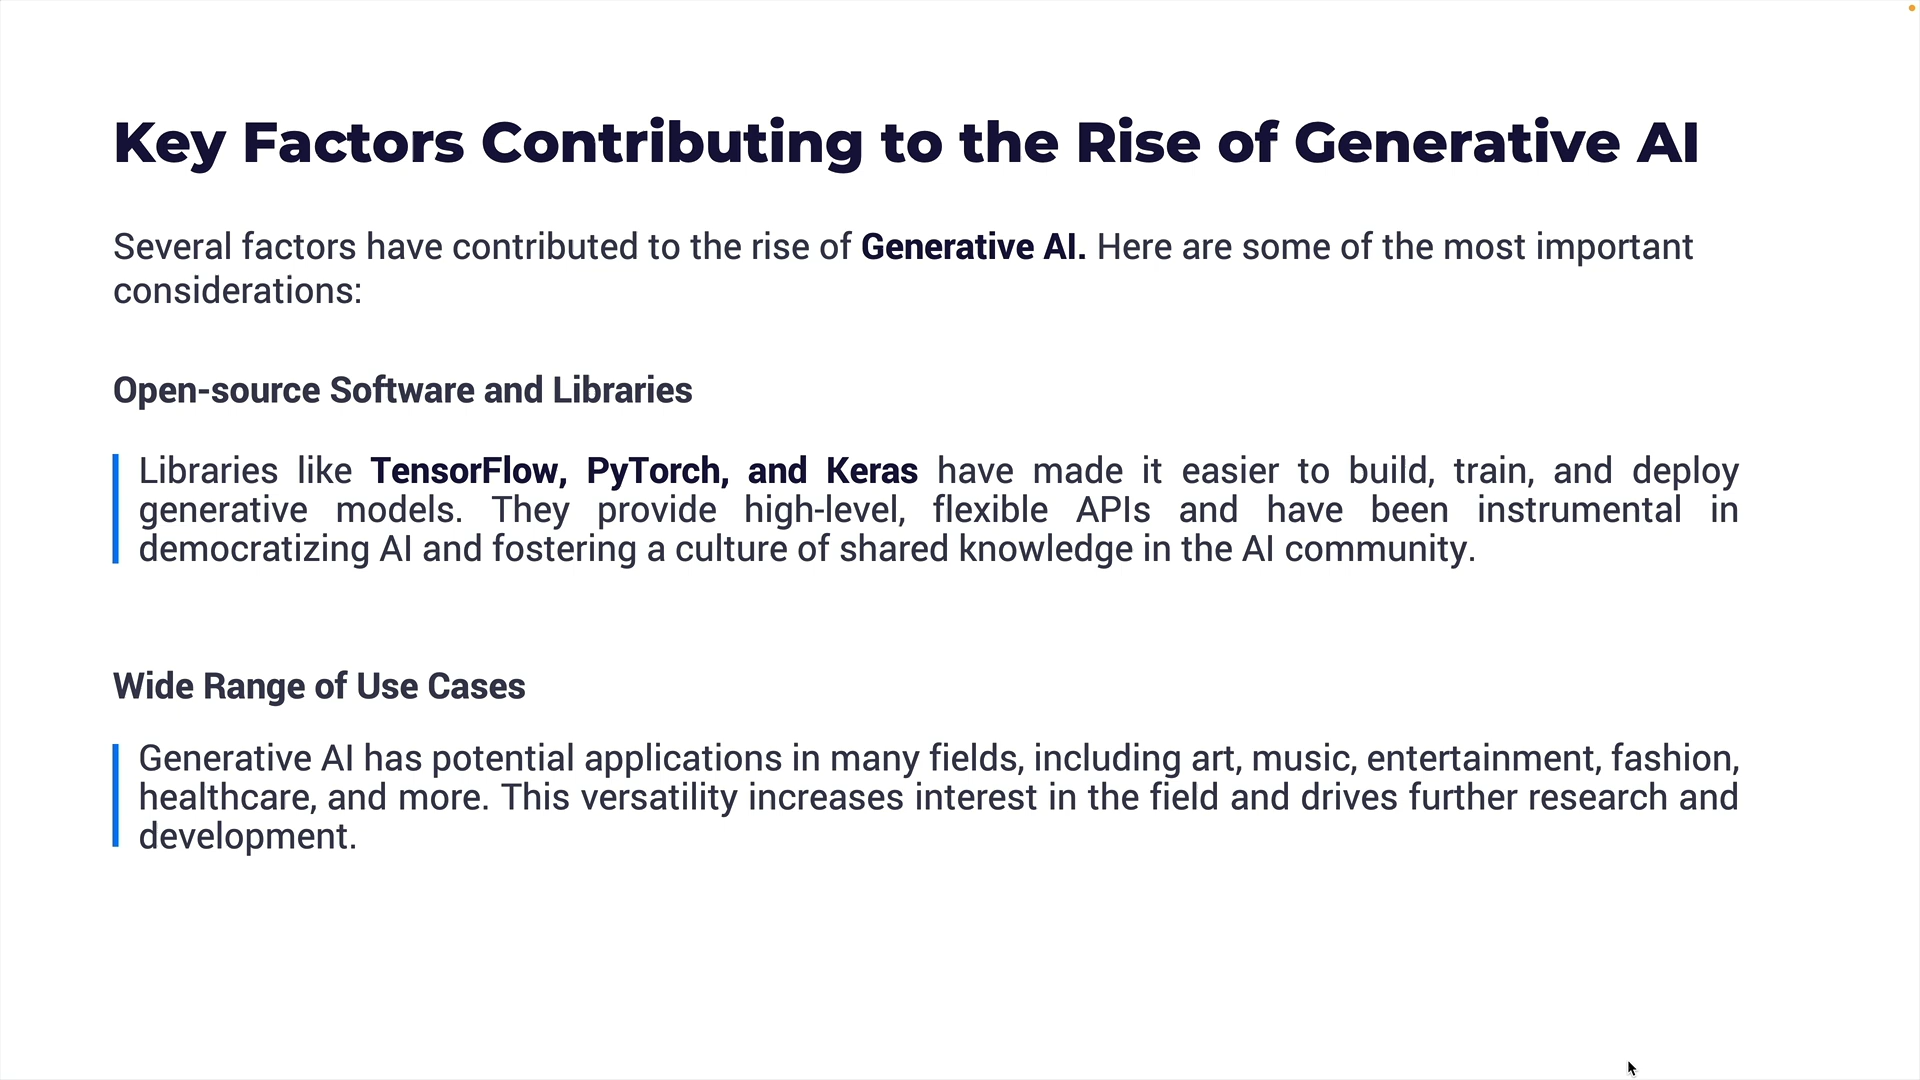 Key Factors Contributing to the Rise of Generative AI
Several factors have contributed to the rise of Generative AI. Here are some of the most important
considerations:
Open-source Software and Libraries
Libraries like TensorFlow, PyTorch, and Keras have made it easier to build, train, and deploy
generative models. They provide high-level, flexible APIs and have been instrumental in
democratizing AI and fostering a culture of shared knowledge in the AI community.
Wide Range of Use Cases
Generative AI has potential applications in many fields, including art, music, entertainment, fashion,
healthcare, and more. This versatility increases interest in the field and drives further research and
development.